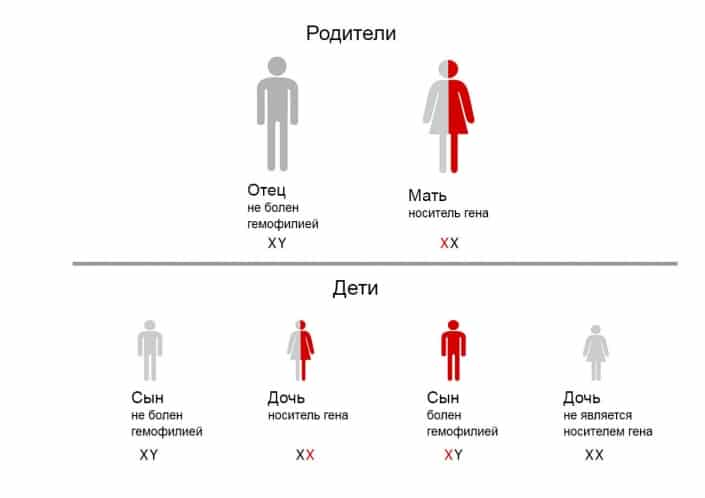 Родители
Отец
не болен
гемофилией
XY
Мать
носитель гена
XX
Дети
Сын
не болен
гемофилией
XY
Дочь
носитель гена
XX
Сын
болен
гемофилией
XY
Дочь
не является
носителем гена
XX